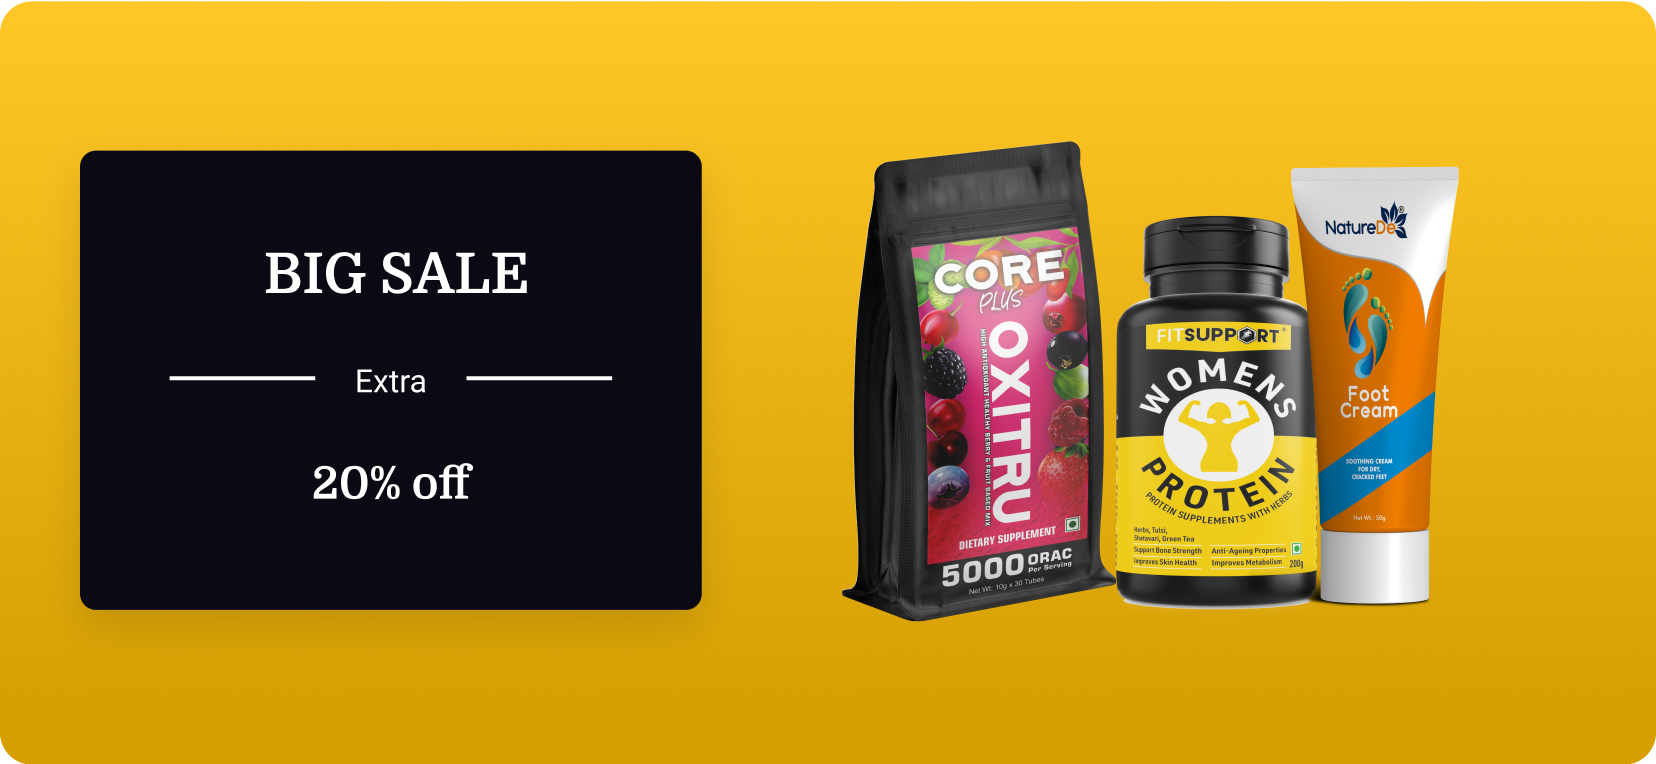 BIG SALE
Extra
20% off
CORE
PLUS
OXITRU
HIGH ANTIOXIDANT HEALTHY BERRY & FRUIT BASED MIX
DIETARY SUPPLEMENT
5000 ORAC
Per Serving
Net Wt: 10g x 30 Tubes
FITSUPPORT®
WOMENS
PROTEIN
PROTEIN SUPPLEMENTS WITH HERBS
Herbs, Tulsi,
Shatavari, Green Tea
Support Bone Strength
Anti-Ageing Properties
Improves Skin Health
Improves Metabolism
200g
NatureDe®
Foot
Cream
SOOTHING CREAM
FOR DRY,
CRACKED FEET
Net Wt.: 50g